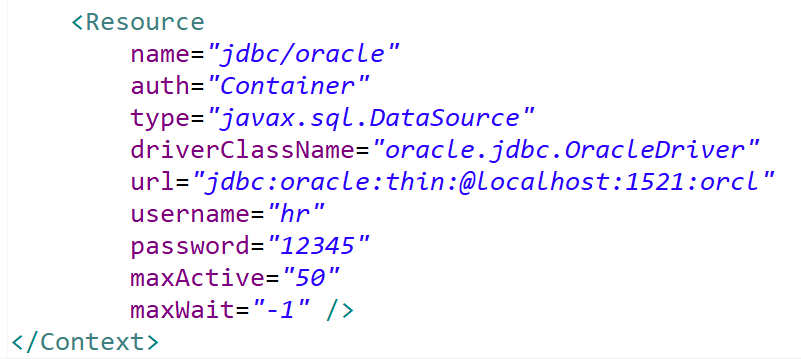 <Resource
name="jdbc/oracle"
auth="Container"
type="javax.sql.DataSource"
driverClassName="oracle.jdbc.OracleDriver"
url="jdbc:oracle:thin:@localhost:1521:orcl"
username="hr"
password="12345"
maxActive="50"
maxWait="-1" />
</Context>